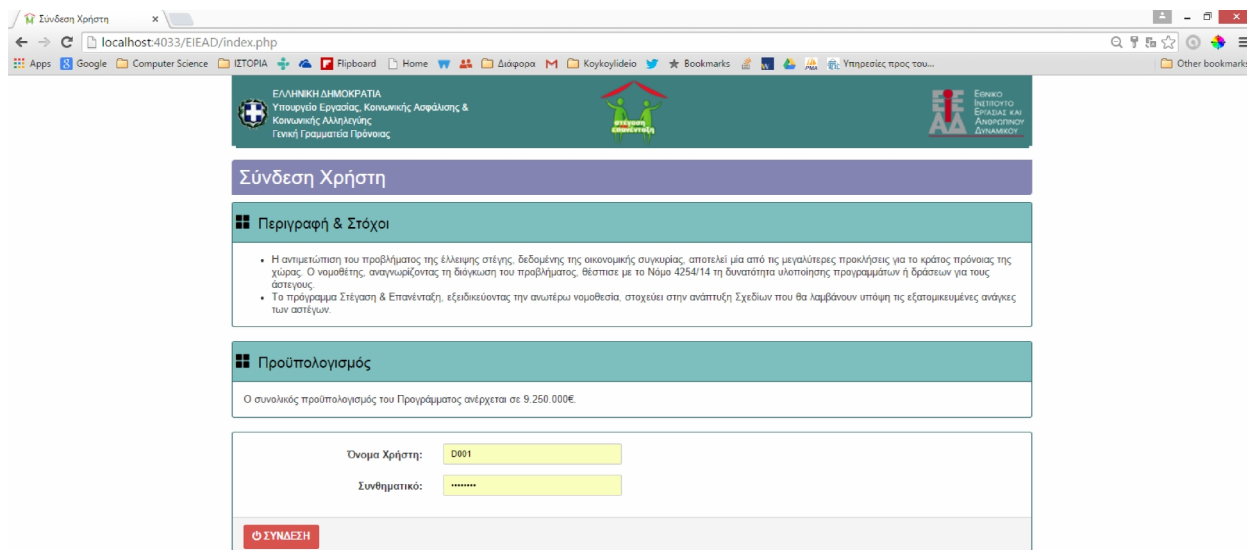 Σύνδεση Χρήστη
localhost:4033/EIEAD/index.php
Apps Google Computer Science ΙΣΤΟΡΙΑ Flipboard Home Διάφορα Koykoylideio Bookmarks Υπηρεσίες προς του... Other bookmarks
ΕΛΛΗΝΙΚΗ ΔΗΜΟΚΡΑΤΙΑ
Υπουργείο Εργασίας, Κοινωνικής Ασφάλισης &
Κοινωνικής Αλληλεγύης
Γενική Γραμματεία Πρόνοιας
στέγαση
επανένταξη
ΕΙΕΑΔ
Εθνικο
Ινστιτουτο
Εργασιας και
Ανθρωπινου
Δυναμικου
Σύνδεση Χρήστη
Περιγραφή & Στόχοι
• Η αντιμετώπιση του προβλήματος της έλλειψης στέγης, δεδομένης της οικονομικής συγκυρίας, αποτελεί μία από τις μεγαλύτερες προκλήσεις για το κράτος πρόνοιας της
χώρας. Ο νομοθέτης, αναγνωρίζοντας τη διόγκωση του προβλήματος, θέσπισε με το Νόμο 4254/14 τη δυνατότητα υλοποίησης προγραμμάτων ή δράσεων για τους
άστεγους.
• Το πρόγραμμα Στέγαση & Επανένταξη, εξειδικεύοντας την ανωτέρω νομοθεσία, στοχεύει στην ανάπτυξη Σχεδίων που θα λαμβάνουν υπόψη τις εξατομικευμένες ανάγκες
των αστέγων.
Προϋπολογισμός
Ο συνολικός προϋπολογισμός του Προγράμματος ανέρχεται σε 9.250.000€.
Όνομα Χρήστη: D001
Συνθηματικό: ••••••••
ΣΥΝΔΕΣΗ